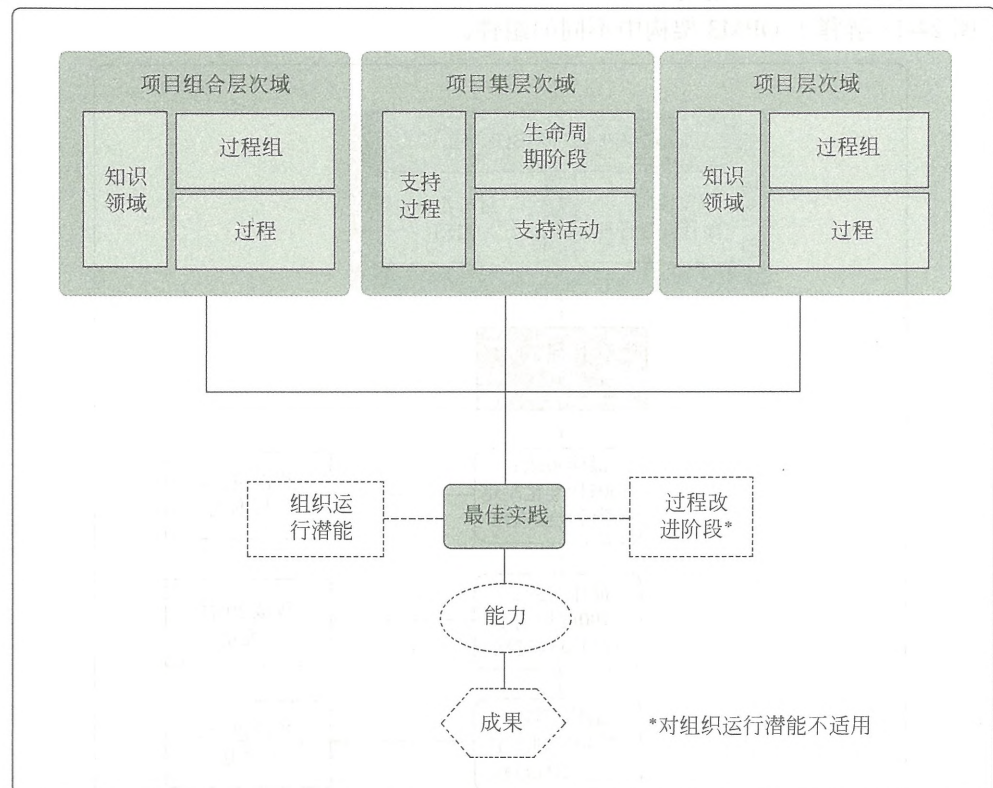 项目组合层次域
知识
领域
过程组
过程
项目集层次域
支持
过程
生命周
期阶段
支持活动
项目层次域
知识
领域
过程组
过程
组织运
行潜能
最佳实践
过程改
进阶段*
能力
成果
*对组织运行潜能不适用